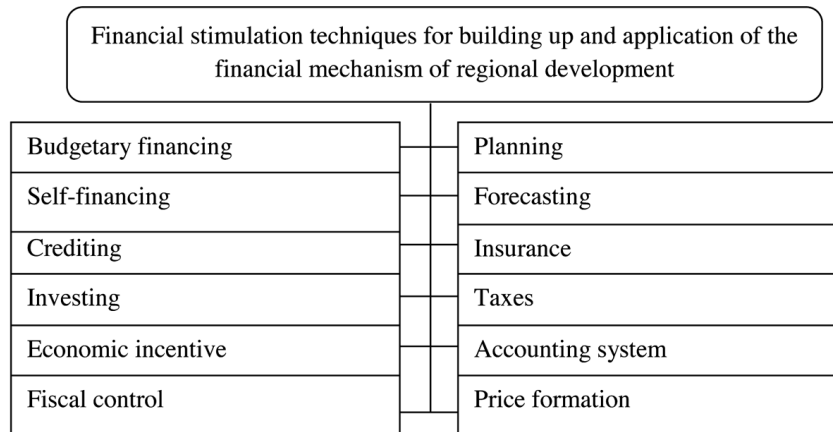 Financial stimulation techniques for building up and application of the
financial mechanism of regional development
Budgetary financing
Self-financing
Crediting
Investing
Economic incentive
Fiscal control
Planning
Forecasting
Insurance
Taxes
Accounting system
Price formation